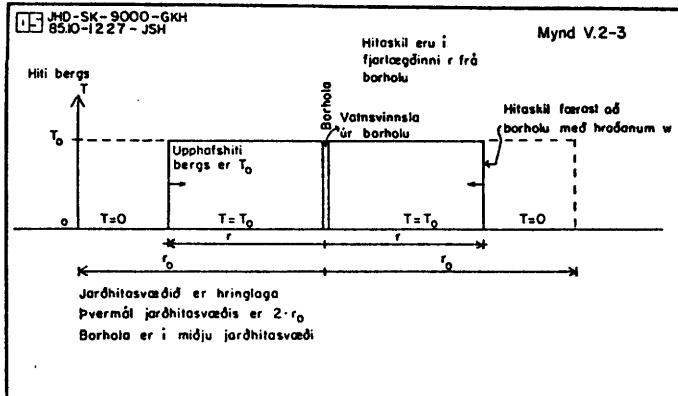 JHD-SK-9000-GKH
85.10-1227-JSH
Mynd V.2-3
Hitaskil eru í
fjarlægðinni r frá
borholu
Hiti bergs
T
Borhola
Vatnsvinnsla
úr borholu
Hitaskil færast að
borholu með hraðanum w
T₀
Upphafshiti
bergs er T₀
0
T=0
T=T₀
T=T₀
T=0
r
r
r₀
r₀
Jarðhitasvæðið er hringlaga
Þvermál jarðhitasvæðis er 2·r₀
Borhola er í miðju jarðhitasvæði